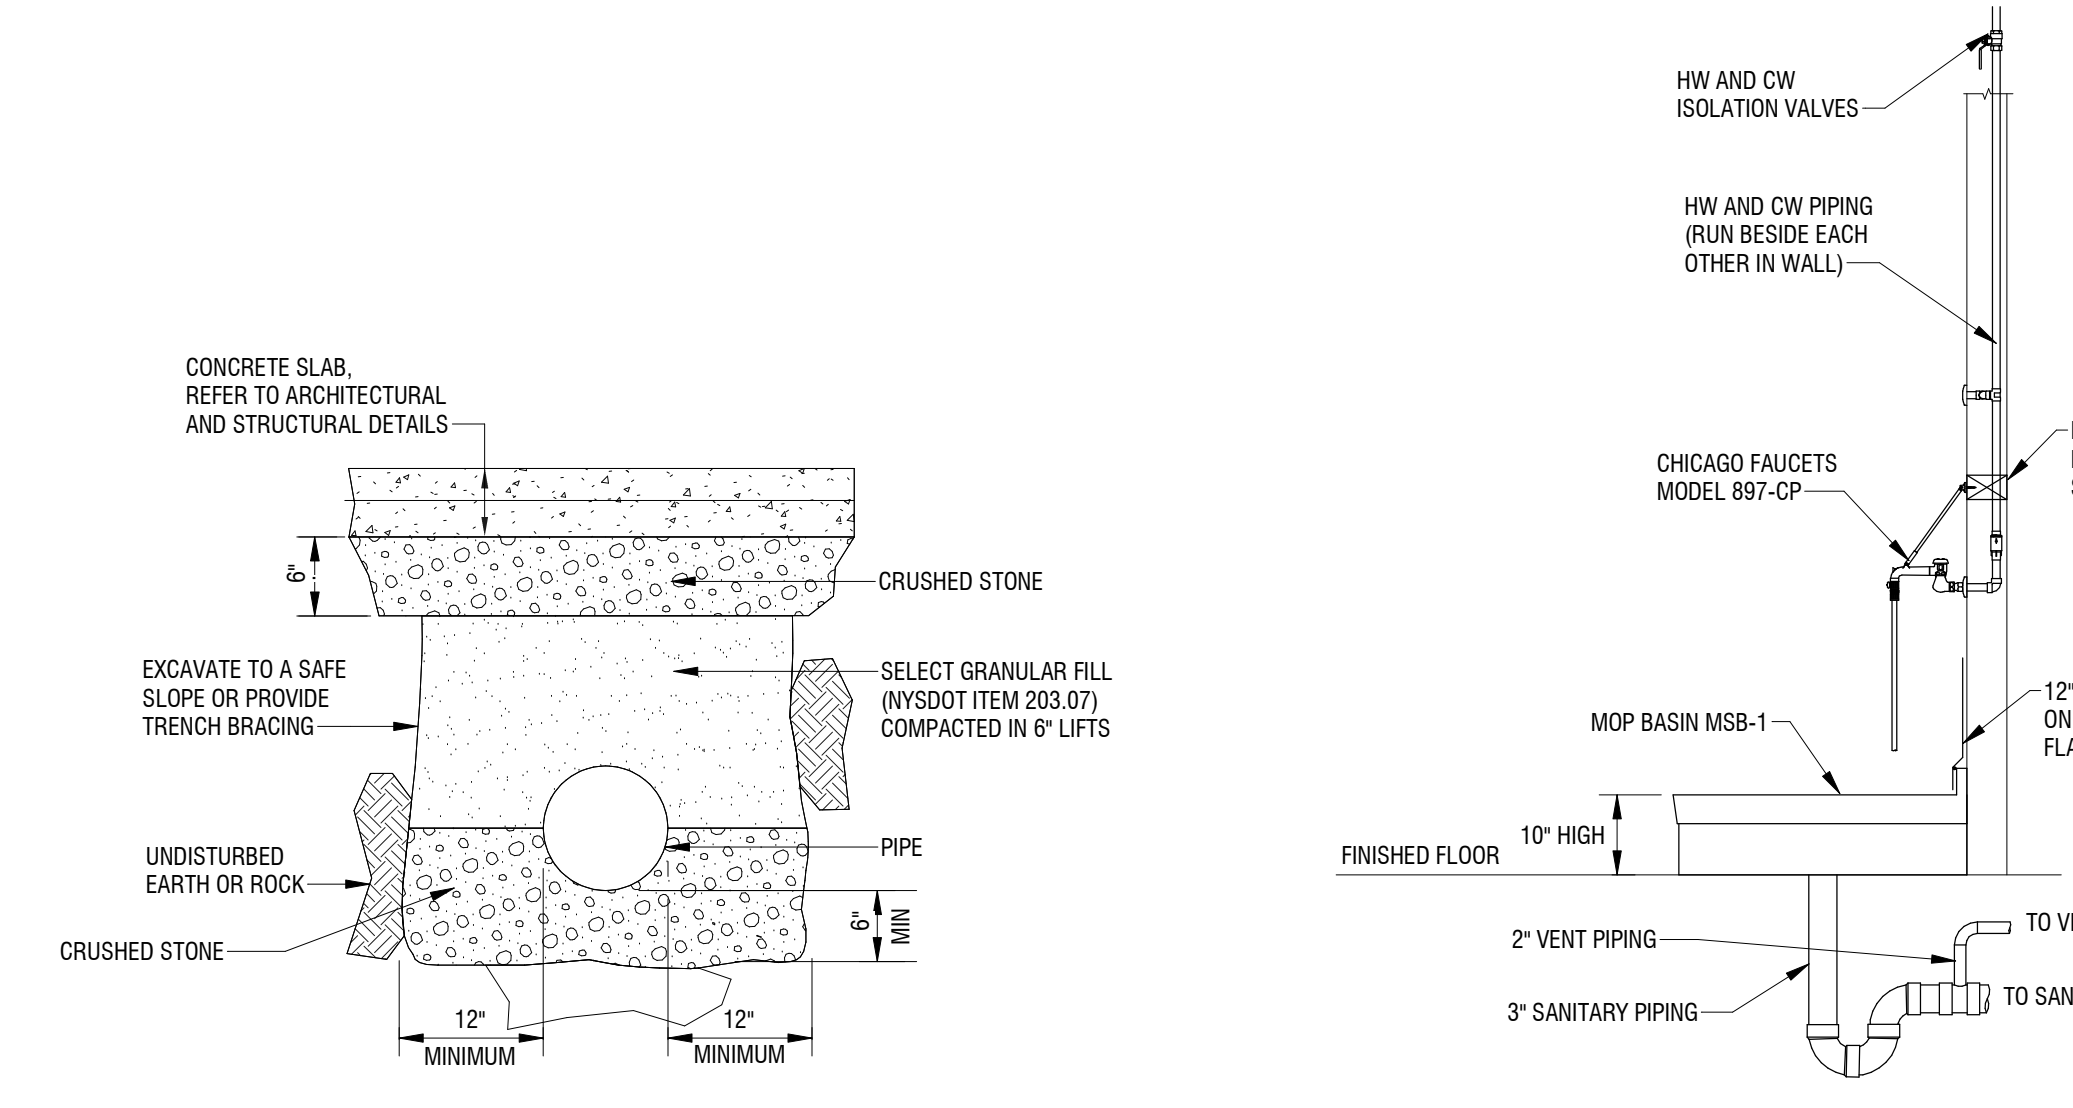 CONCRETE SLAB,
REFER TO ARCHITECTURAL
AND STRUCTURAL DETAILS
6"
CRUSHED STONE
EXCAVATE TO A SAFE
SLOPE OR PROVIDE
TRENCH BRACING
SELECT GRANULAR FILL
(NYSDOT ITEM 203.07)
COMPACTED IN 6" LIFTS
UNDISTURBED
EARTH OR ROCK
PIPE
CRUSHED STONE
6"
MIN
12"
MINIMUM
12"
MINIMUM
HW AND CW
ISOLATION VALVES
HW AND CW PIPING
(RUN BESIDE EACH
OTHER IN WALL)
CHICAGO FAUCETS
MODEL 897-CP
12"
ON
MOP BASIN MSB-1
10" HIGH
FINISHED FLOOR
2" VENT PIPING
TO
3" SANITARY PIPING
TO